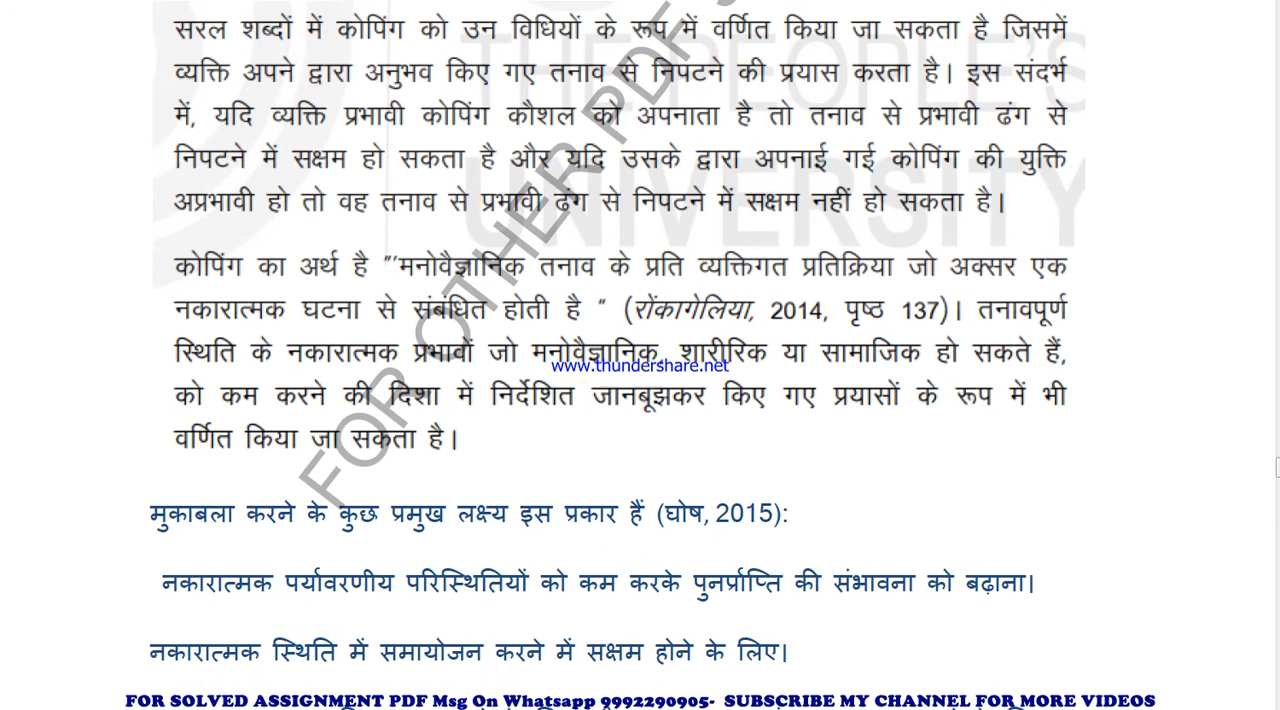 सरल शब्दों में कोपिंग को उन विधियों के रूप में वर्णित किया जा सकता है जिसमें
व्यक्ति अपने द्वारा अनुभव किए गए तनाव से निपटने की प्रयास करता है। इस संदर्भ
में, यदि व्यक्ति प्रभावी कोपिंग कौशल को अपनाता है तो तनाव से प्रभावी ढंग से
निपटने में सक्षम हो सकता है और यदि उसके द्वारा अपनाई गई कोपिंग की युक्ति
अप्रभावी हो तो वह तनाव से प्रभावी ढंग से निपटने में सक्षम नहीं हो सकता है।
THE PEOPLE'S
UNIVERSITY
कोपिंग का अर्थ है "'मनोवैज्ञानिक तनाव के प्रति व्यक्तिगत प्रतिक्रिया जो अक्सर एक
नकारात्मक घटना से संबंधित होती है " (रोंकागेलिया, 2014, पृष्ठ 137)। तनावपूर्ण
स्थिति के नकारात्मक प्रभावों जो मनोवैज्ञानिक, शारीरिक या सामाजिक हो सकते हैं,
www.thundershare.net
को कम करने की दिशा में निर्देशित जानबूझकर किए गए प्रयासों के रूप में भी
वर्णित किया जा सकता है।
FOR OTHER PDF
मुकाबला करने के कुछ प्रमुख लक्ष्य इस प्रकार हैं (घोष, 2015):
नकारात्मक पर्यावरणीय परिस्थितियों को कम करके पुनर्प्राप्ति की संभावना को बढ़ाना।
नकारात्मक स्थिति में समायोजन करने में सक्षम होने के लिए।
FOR SOLVED ASSIGNMENT PDF Msg On Whatsapp 9992290905- SUBSCRIBE MY CHANNEL FOR MORE VIDEOS